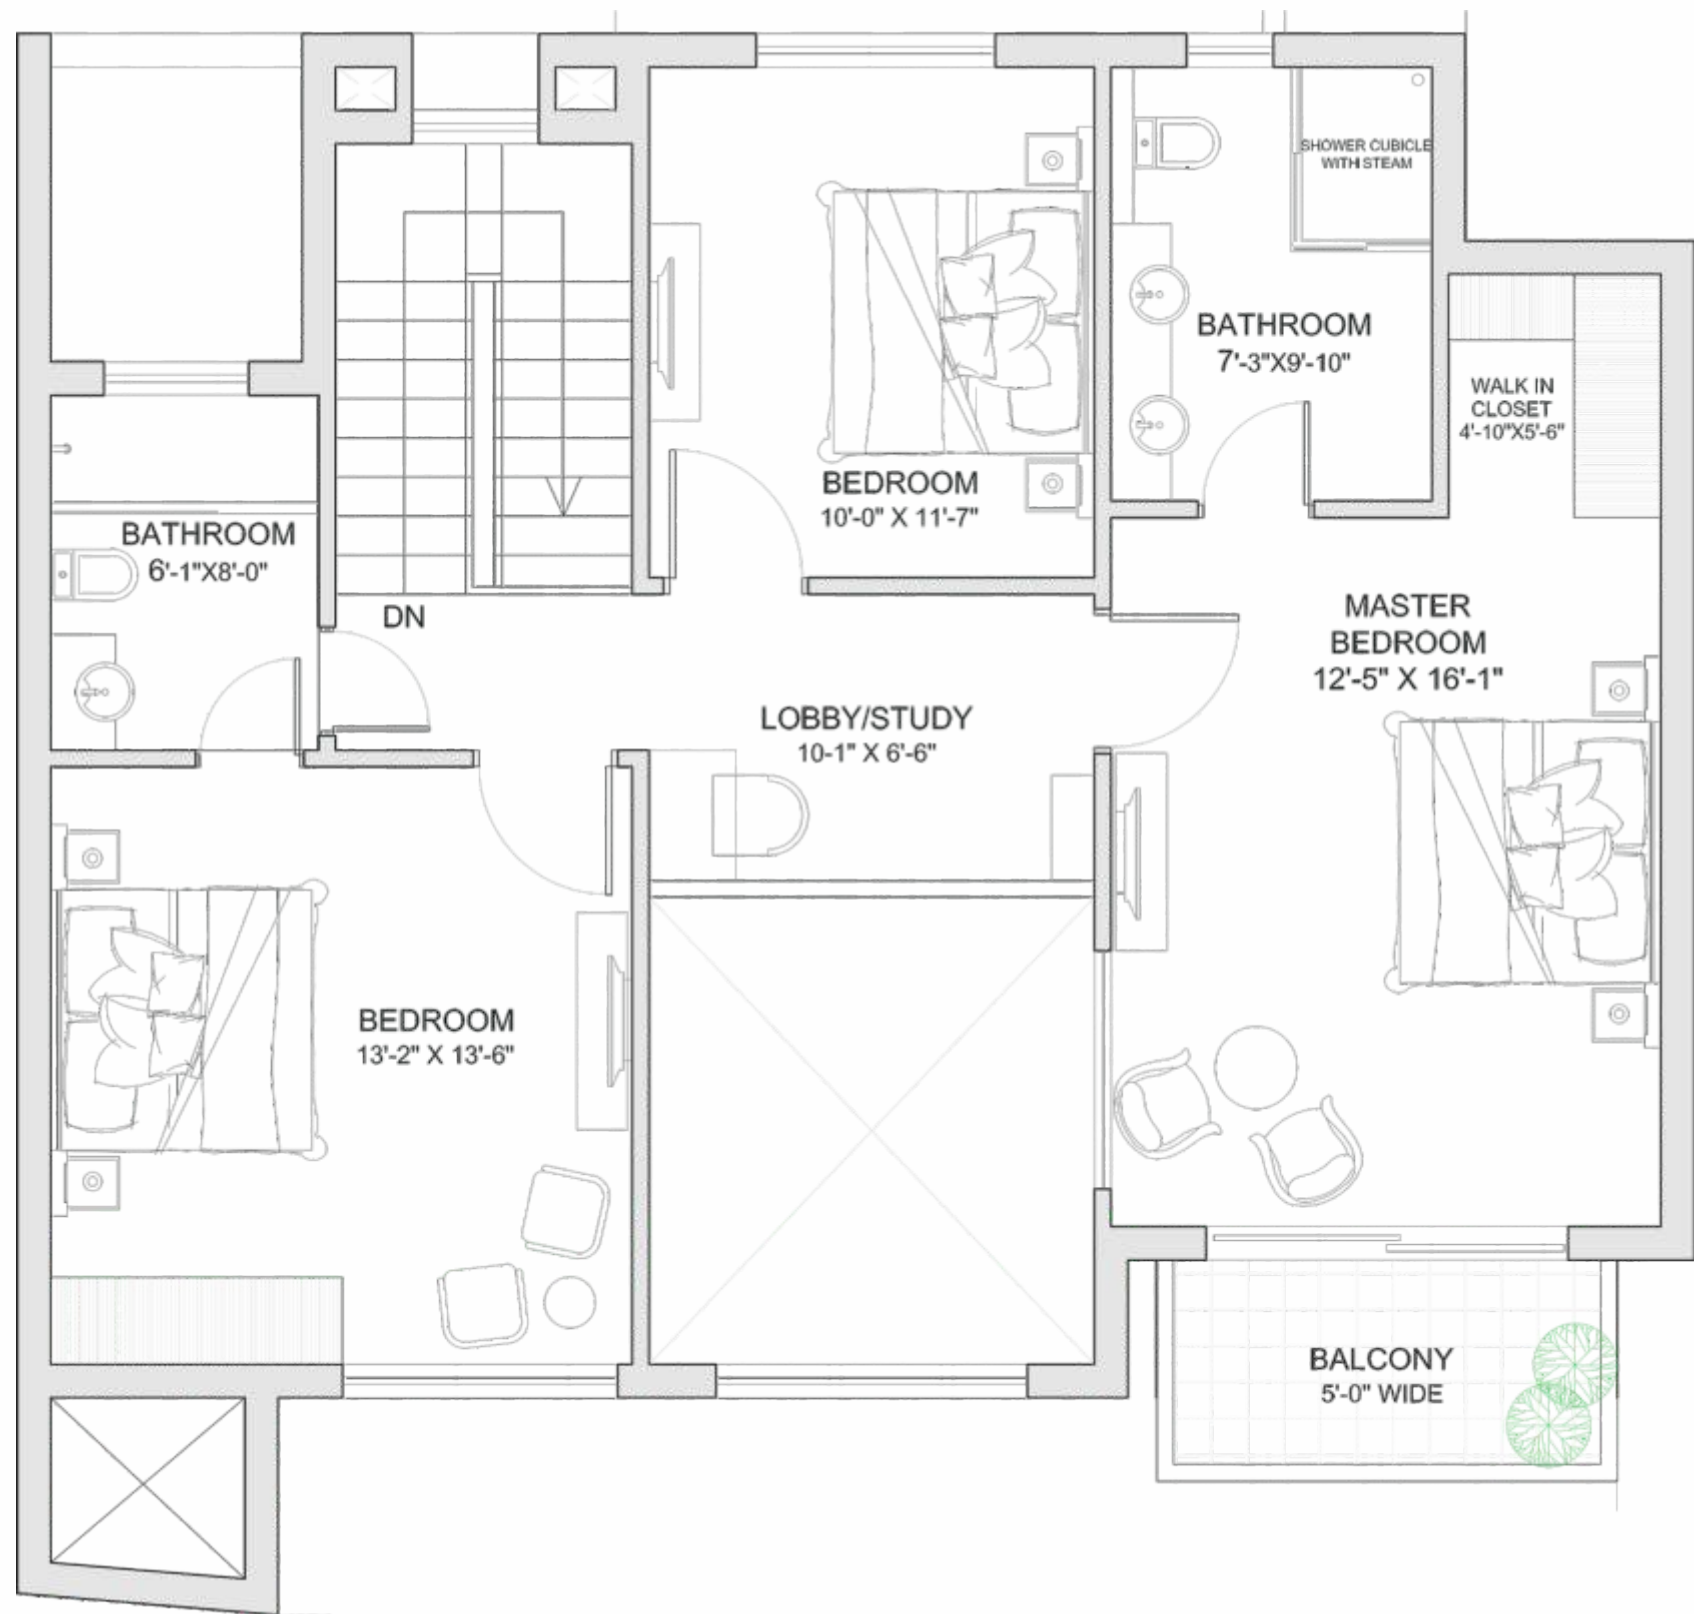 SHOWER CUBICLE
WITH STEAM
BATHROOM
7'-3"X9'-10"
WALK IN
CLOSET
4'-10"X5'-6"
BEDROOM
10'-0" X 11'-7"
BATHROOM
6'-1"X8'-0"
DN
MASTER
BEDROOM
12'-5" X 16'-1"
LOBBY/STUDY
10-1" X 6'-6"
BEDROOM
13'-2" X 13'-6"
BALCONY
5'-0" WIDE